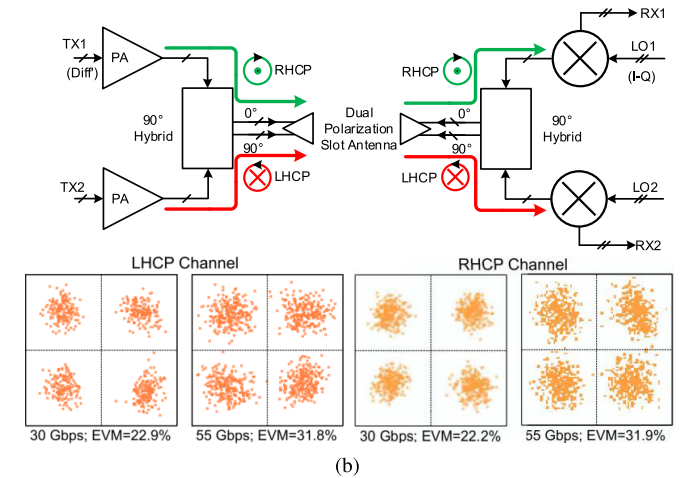 TX1
(Diff')
PA
RHCP
90°
Hybrid
0°
90°
LHCP
TX2
PA
Dual
Polarization
Slot Antenna
RX1
LO1
(I-Q)
RHCP
0°
90°
Hybrid
90°
LHCP
LO2
RX2
LHCP Channel
RHCP Channel
30 Gbps; EVM=22.9%
55 Gbps; EVM=31.8%
30 Gbps; EVM=22.2%
55 Gbps; EVM=31.9%
(b)